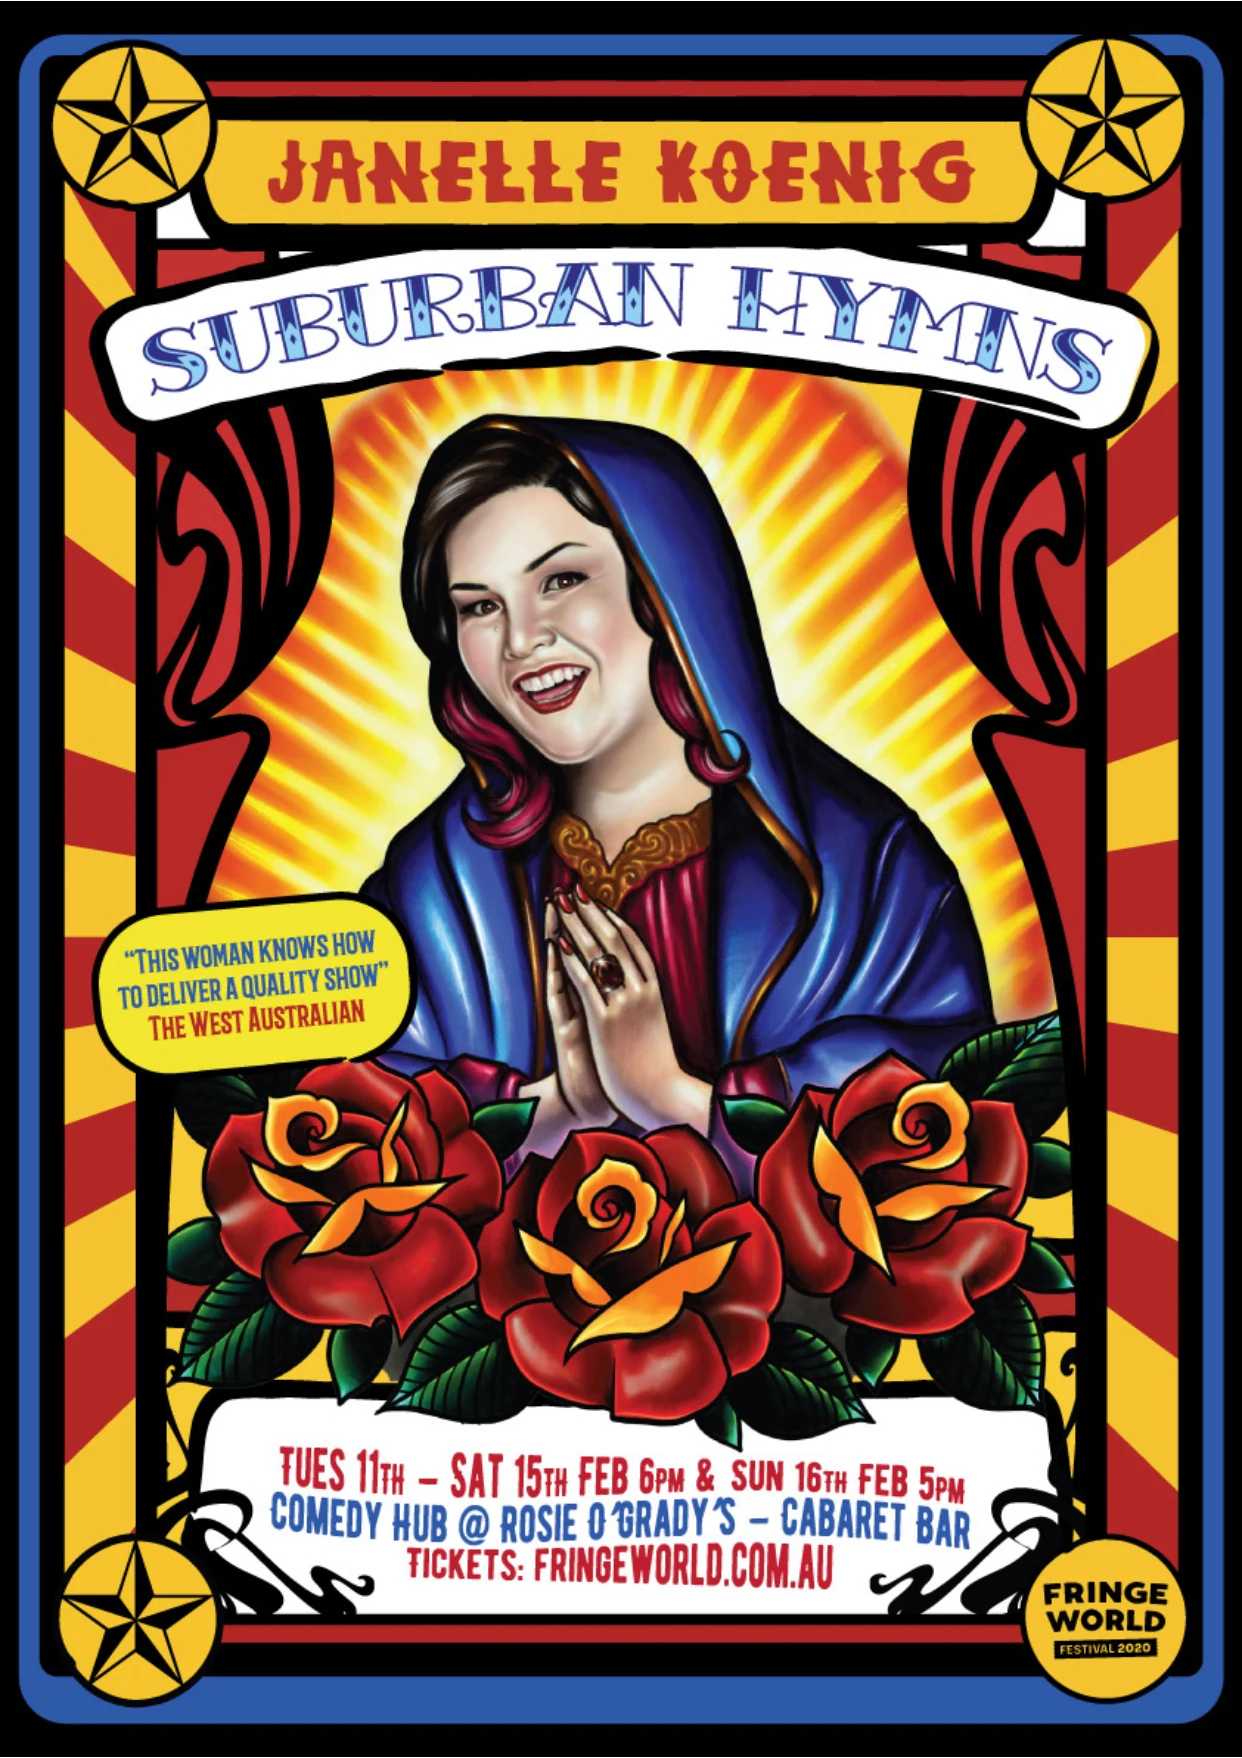 JANELLE KOENIG
SUBURBAN HYMNS
“THIS WOMAN KNOWS HOW
TO DELIVER A QUALITY SHOW”
THE WEST AUSTRALIAN
TUES 11TH – SAT 15TH FEB 6PM & SUN 16TH FEB 5PM
COMEDY HUB @ ROSIE O'GRADY'S – CABARET BAR
TICKETS: FRINGEWORLD.COM.AU
FRINGE
WORLD
FESTIVAL 2020